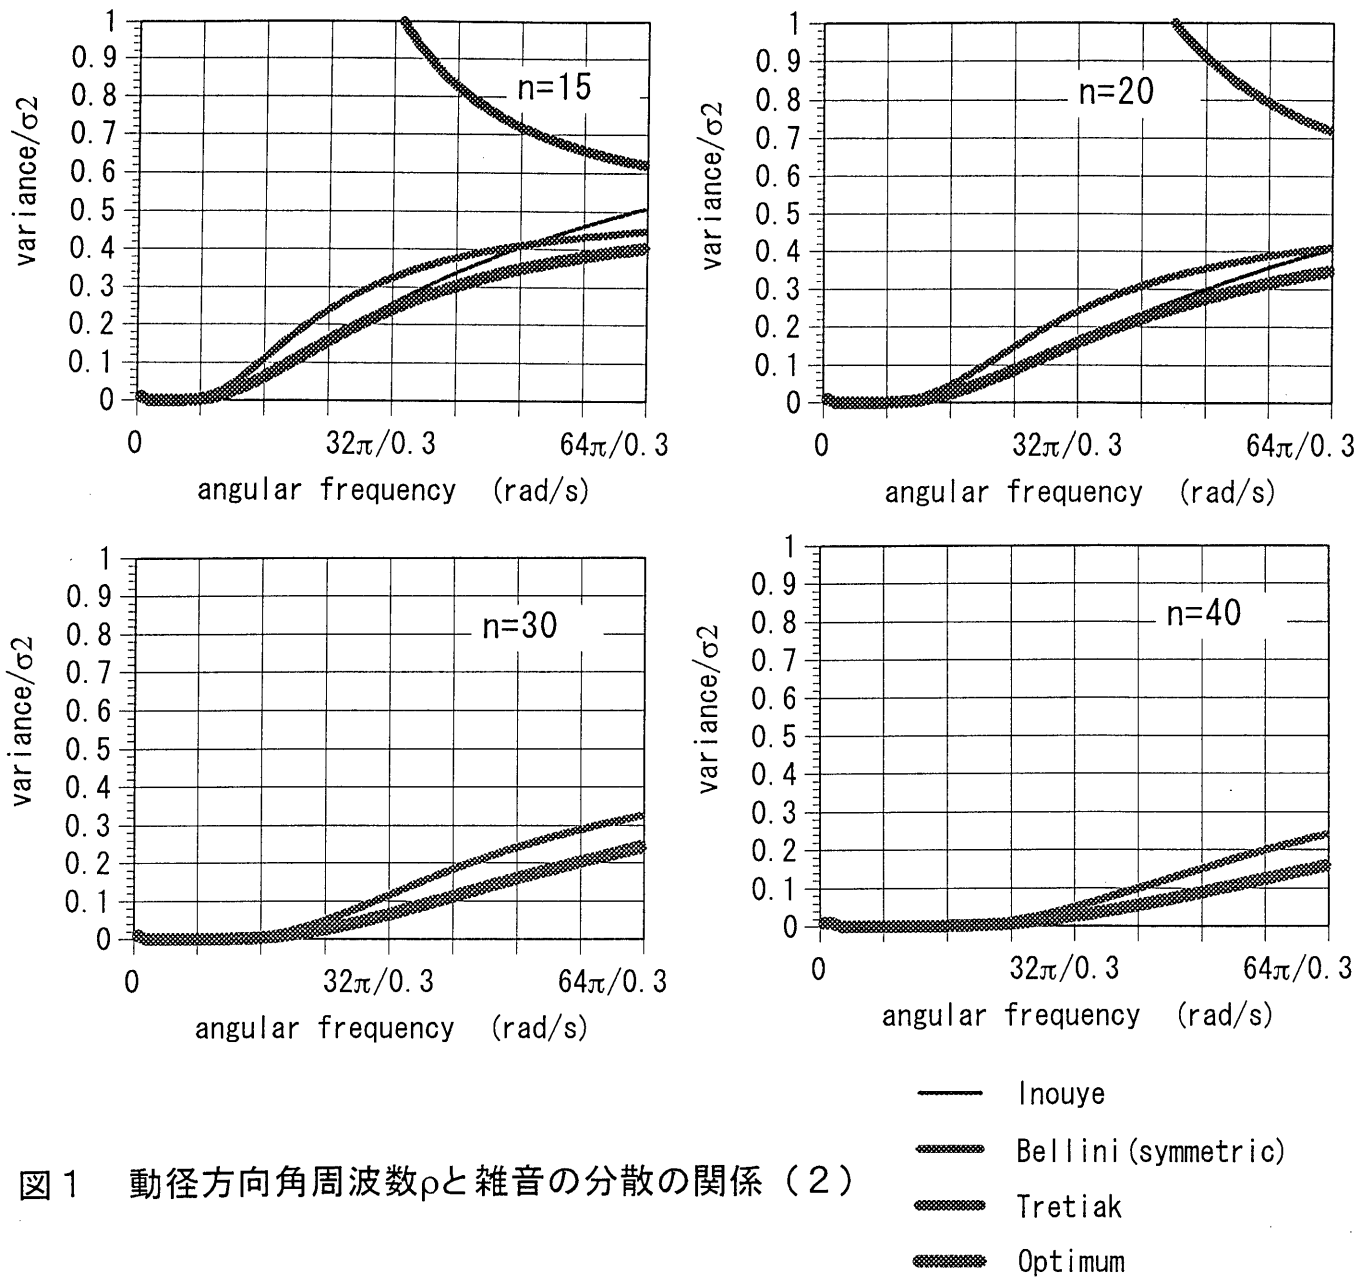 1
0.9
0.8
0.7
0.6
0.5
0.4
0.3
0.2
0.1
0
variance/σ2
n=15
0 32π/0.3 64π/0.3
angular frequency (rad/s)
1
0.9
0.8
0.7
0.6
0.5
0.4
0.3
0.2
0.1
0
variance/σ2
n=20
0 32π/0.3 64π/0.3
angular frequency (rad/s)
1
0.9
0.8
0.7
0.6
0.5
0.4
0.3
0.2
0.1
0
variance/σ2
n=30
0 32π/0.3 64π/0.3
angular frequency (rad/s)
1
0.9
0.8
0.7
0.6
0.5
0.4
0.3
0.2
0.1
0
variance/σ2
n=40
0 32π/0.3 64π/0.3
angular frequency (rad/s)
Inouye
Bellini(symmetric)
Tretiak
Optimum
図1 動径方向角周波数ρと雑音の分散の関係(2)